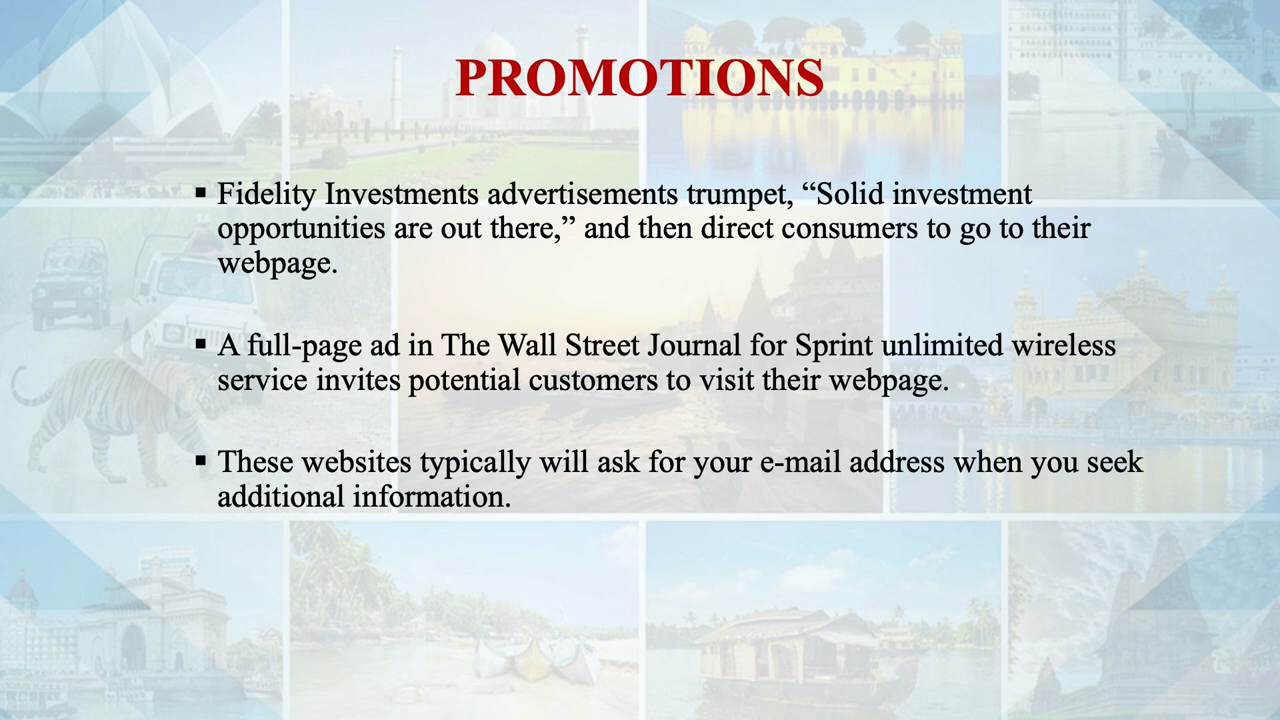 PROMOTIONS
▪ Fidelity Investments advertisements trumpet, “Solid investment
opportunities are out there,” and then direct consumers to go to their
webpage.
▪ A full-page ad in The Wall Street Journal for Sprint unlimited wireless
service invites potential customers to visit their webpage.
▪ These websites typically will ask for your e-mail address when you seek
additional information.